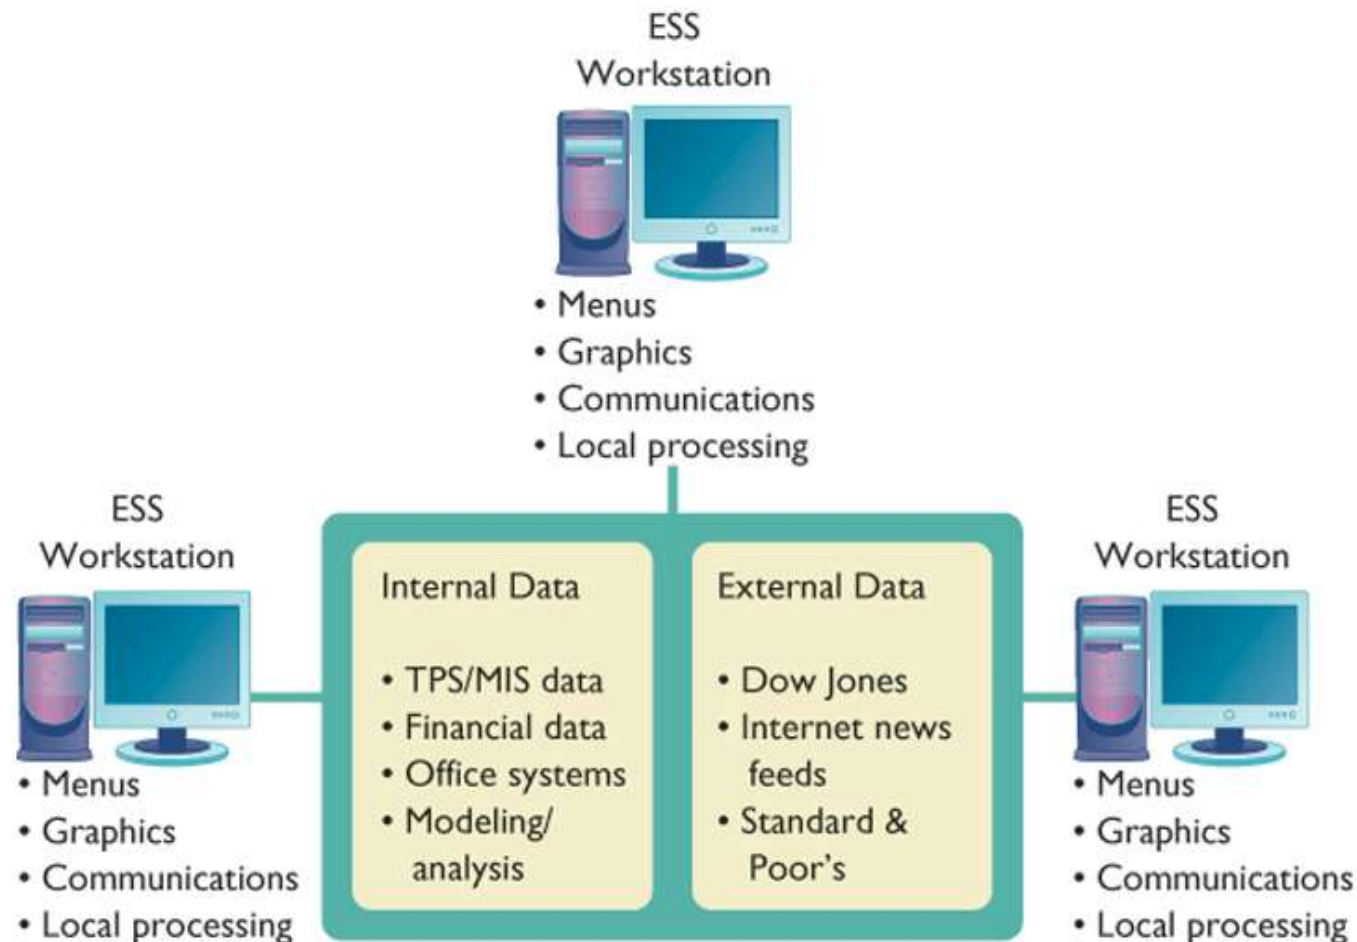 ESS
Workstation
• Menus
• Graphics
• Communications
• Local processing
ESS
Workstation
• Menus
• Graphics
• Communications
• Local processing
Internal Data
• TPS/MIS data
• Financial data
• Office systems
• Modeling/
analysis
External Data
• Dow Jones
• Internet news
feeds
• Standard &
Poor's
ESS
Workstation
• Menus
• Graphics
• Communications
• Local processing